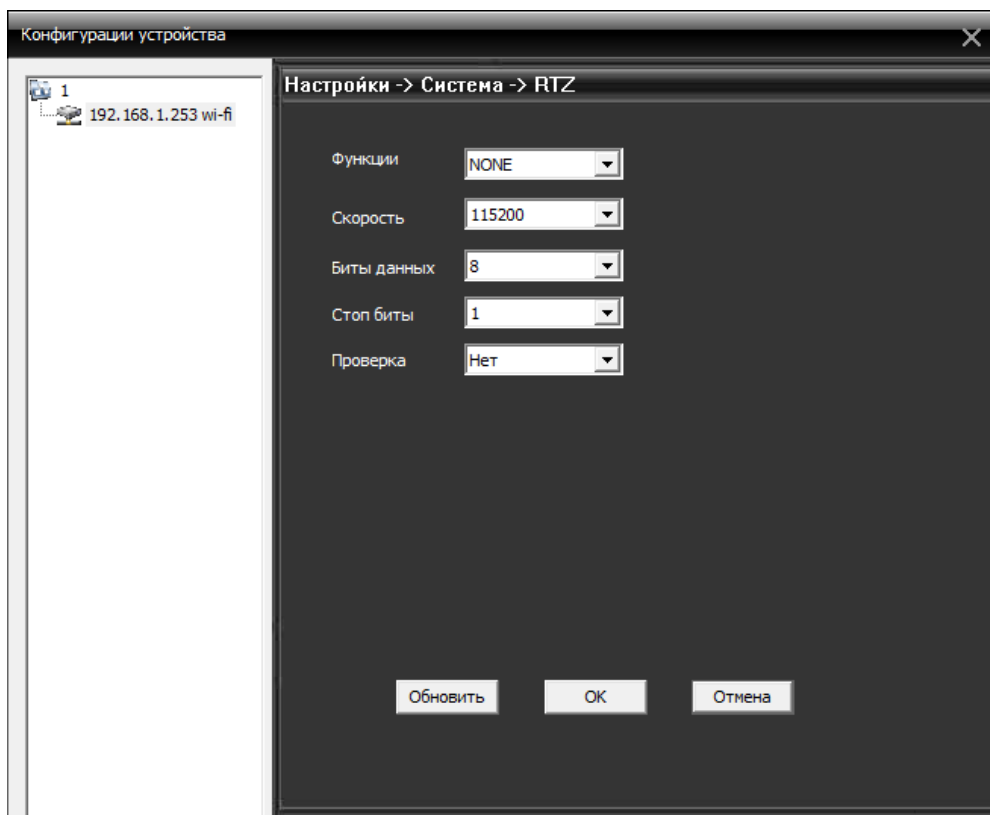 Конфигурации устройства
1
192.168.1.253 wi-fi
Настройки -> Система -> RTZ
Функции NONE
Скорость 115200
Биты данных 8
Стоп биты 1
Проверка Нет
Обновить OK Отмена